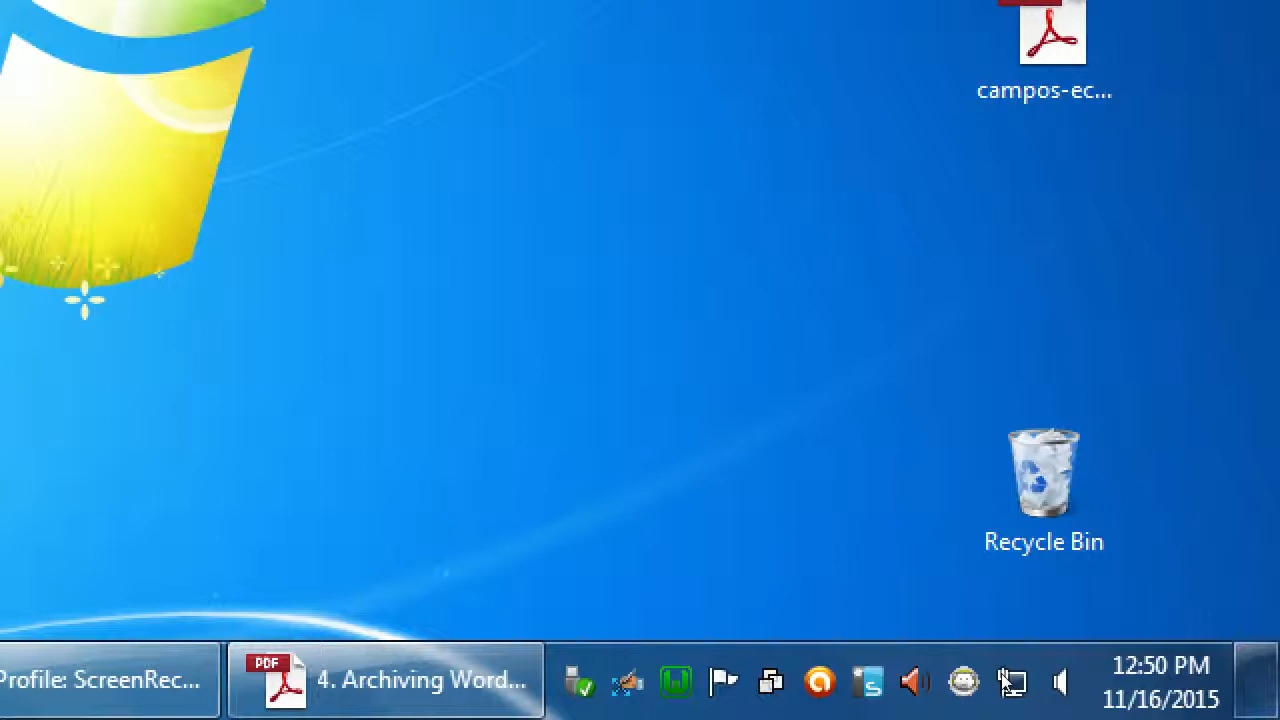 campos-ec...
Recycle Bin
Profile: ScreenRec...
PDF
4. Archiving Word...
12:50 PM
11/16/2015